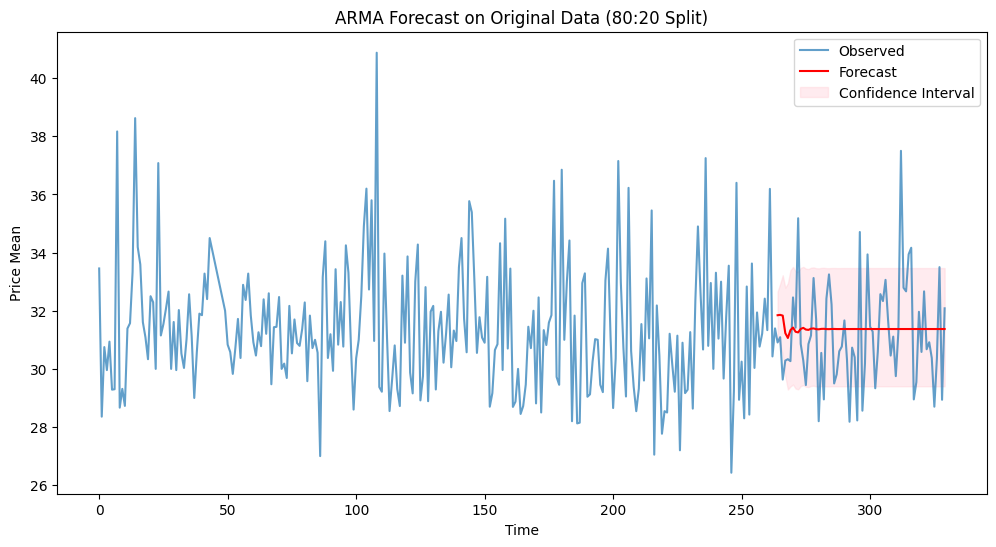 ARMA Forecast on Original Data (80:20 Split)
Observed
Forecast
Confidence Interval
Price Mean
40
38
36
34
32
30
28
26
0
50
100
150
200
250
300
Time